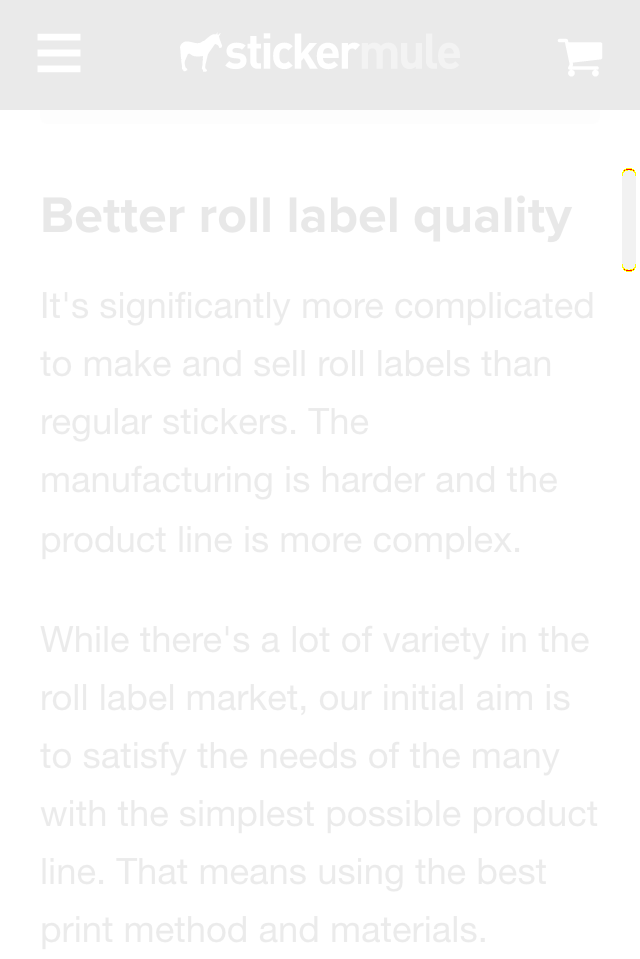 stickermule
Better roll label quality
It's significantly more complicated
to make and sell roll labels than
regular stickers. The
manufacturing is harder and the
product line is more complex.
While there's a lot of variety in the
roll label market, our initial aim is
to satisfy the needs of the many
with the simplest possible product
line. That means using the best
print method and materials.